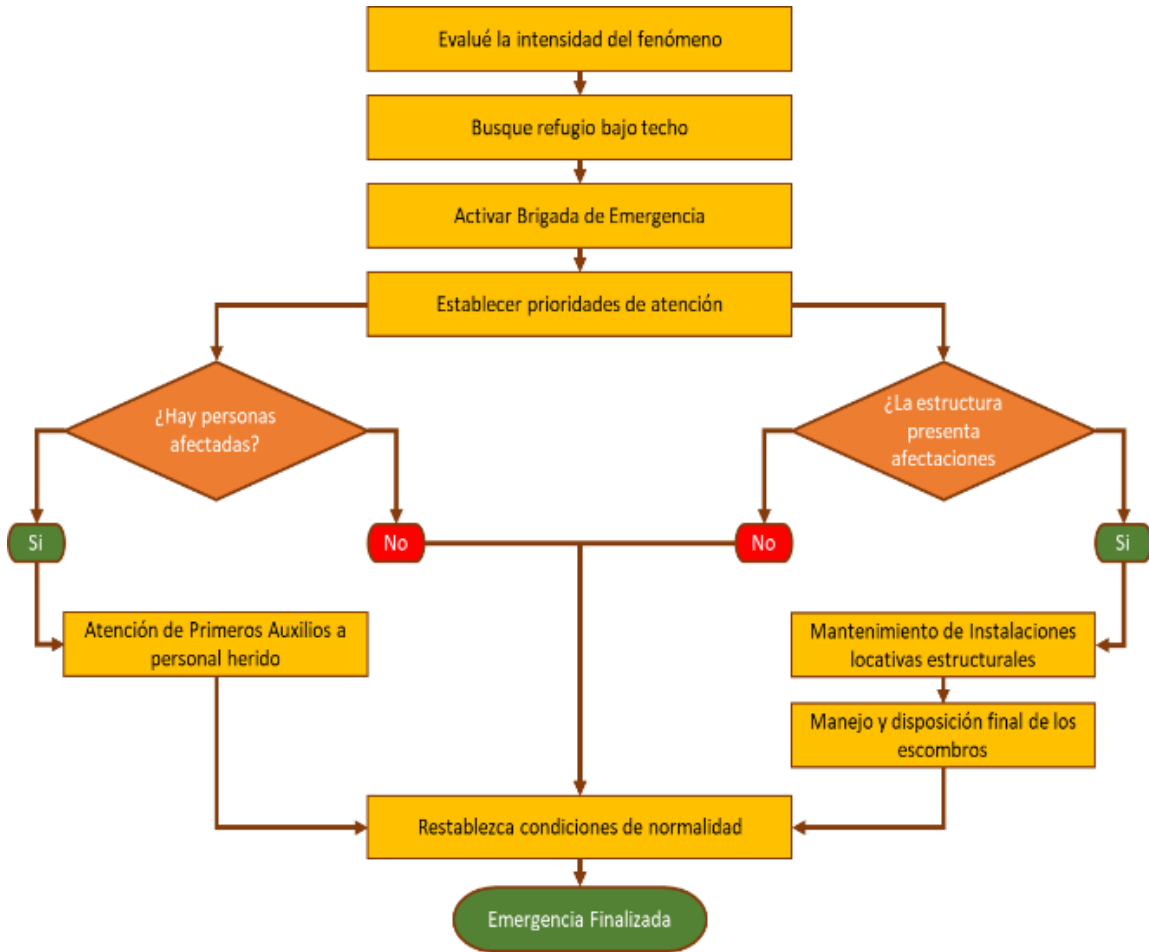 Evalué la intensidad del fenómeno
Busque refugio bajo techo
Activar Brigada de Emergencia
Establecer prioridades de atención
¿Hay personas
afectadas?
¿La estructura
presenta
afectaciones
Si
No
No
Si
Atención de Primeros Auxilios a
personal herido
Mantenimiento de Instalaciones
locativas estructurales
Manejo y disposición final de los
escombros
Restablezca condiciones de normalidad
Emergencia Finalizada